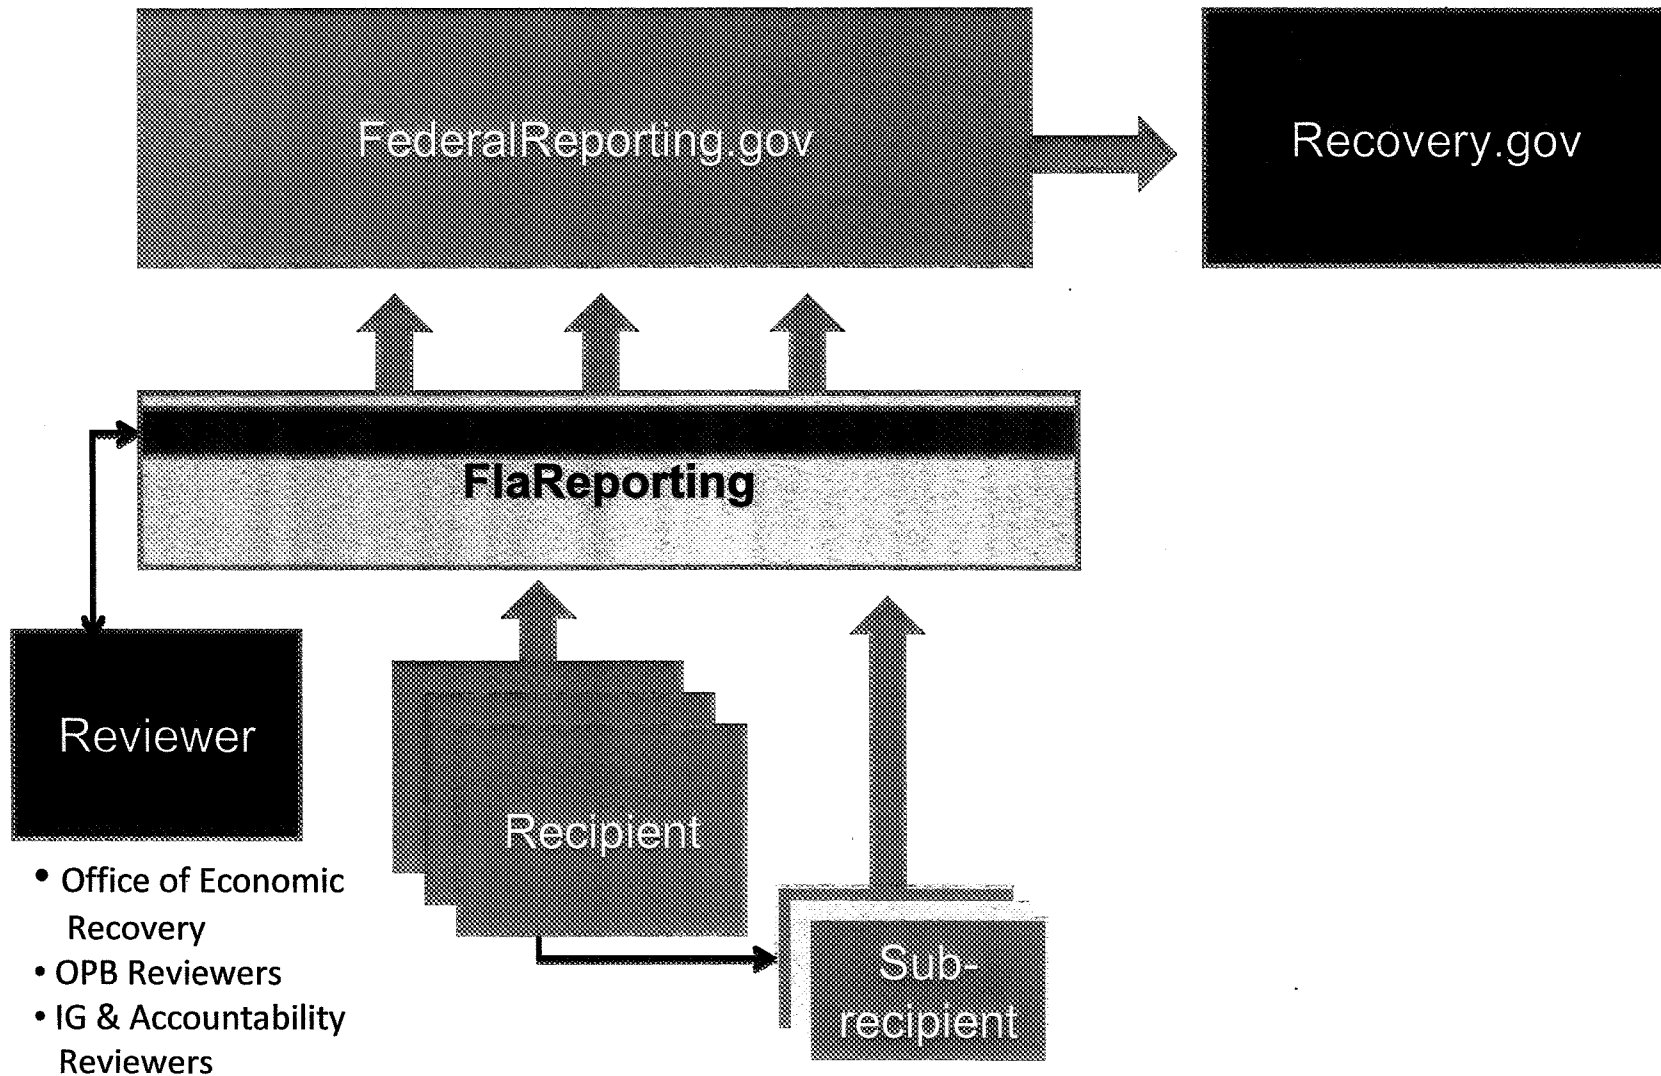 FederalReporting.gov
Recovery.gov
FlaReporting
Reviewer
• Office of Economic
Recovery
• OPB Reviewers
• IG & Accountability
Reviewers
Recipient
Sub-
recipient